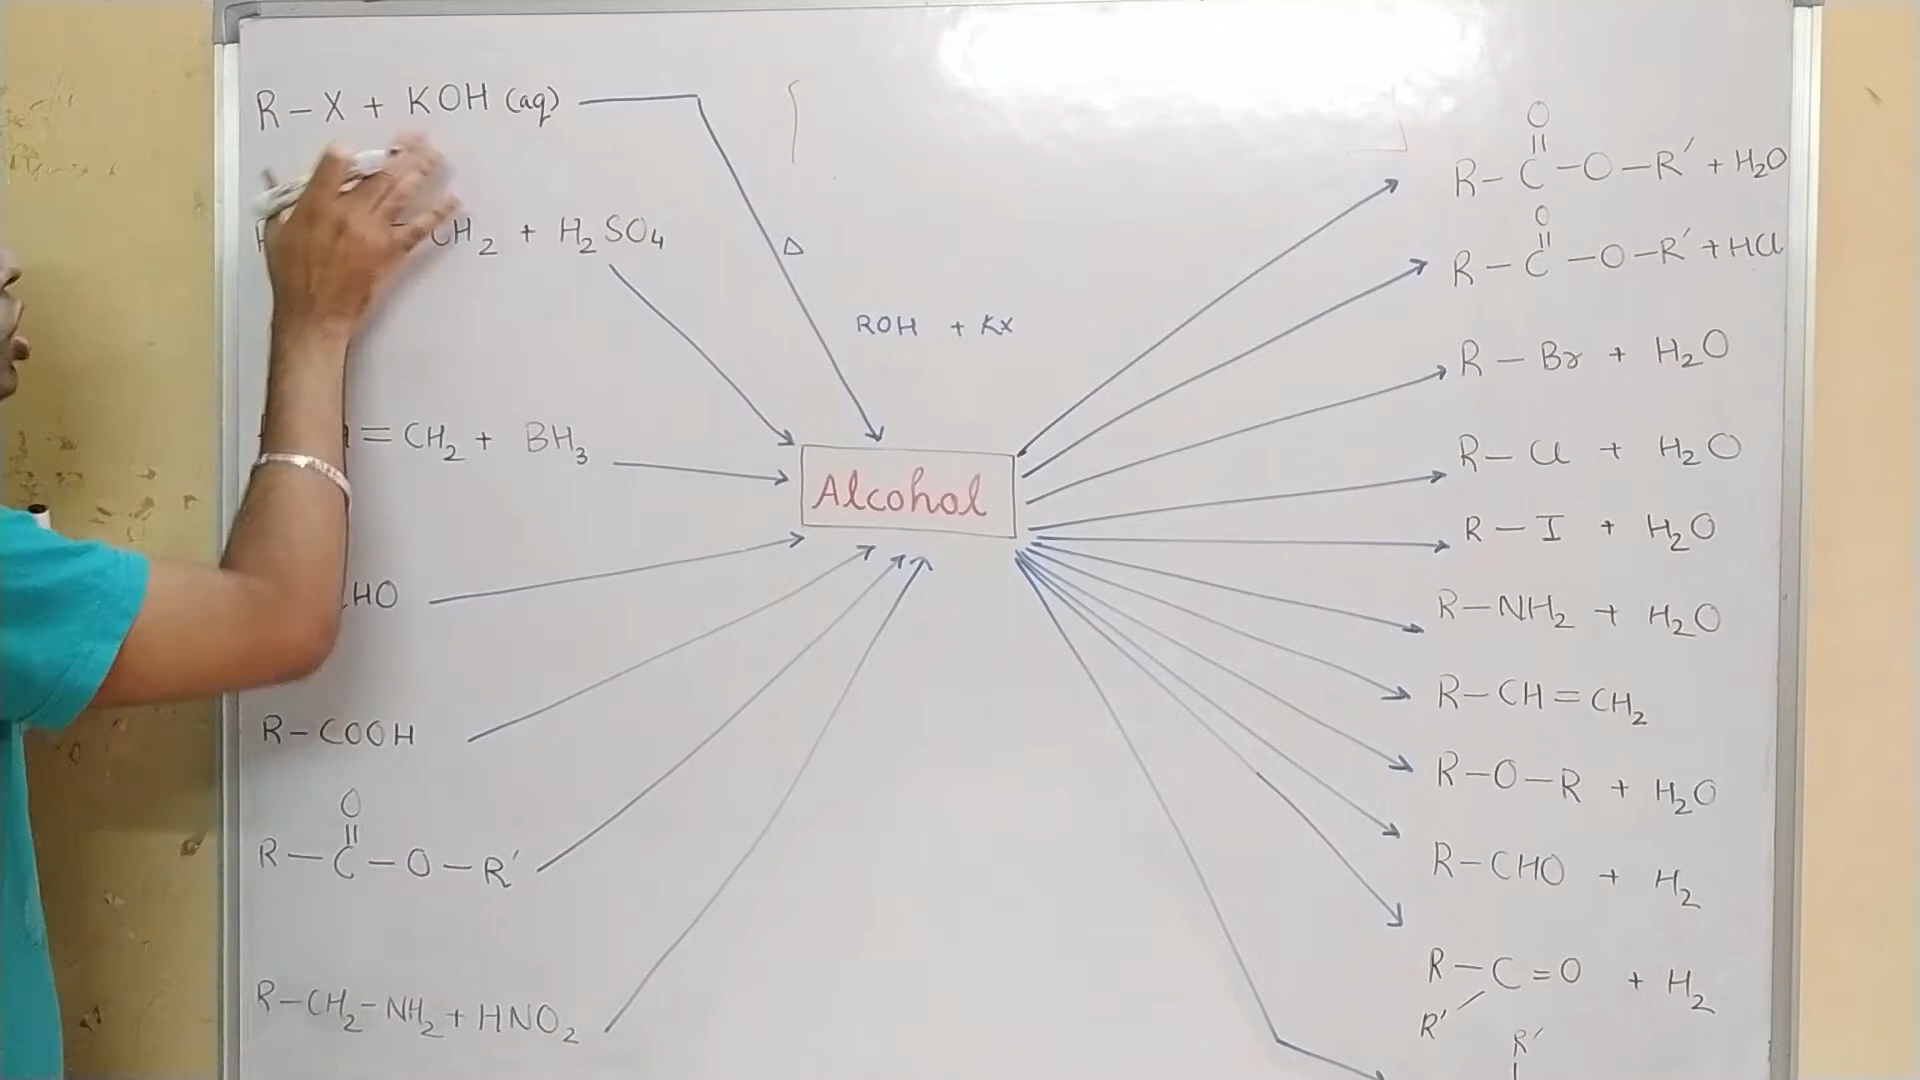 R – X + KOH (aq)
CH2 + H2SO4
Δ
ROH + KX
= CH2 + BH3
Alcohol
HO
R – COOH
O
||
R – C – O – R'
R – CH2 – NH2 + HNO2
O
||
R – C – O – R' + H2O
O
||
R – C – O – R' + HCl
R – Br + H2O
R – Cl + H2O
R – I + H2O
R – NH2 + H2O
R – CH = CH2
R – O – R + H2O
R – CHO + H2
R – C = O + H2
R'
R'